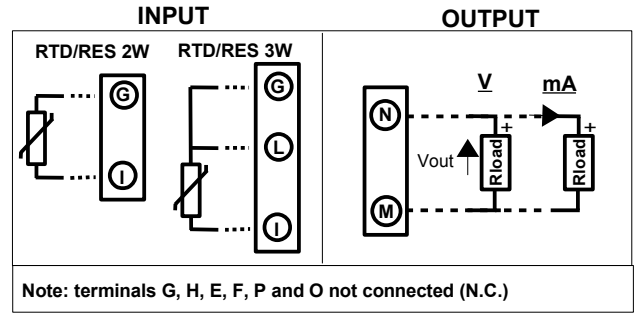 INPUT
OUTPUT
RTD/RES 2W
RTD/RES 3W
G
I
G
L
I
V
mA
N
M
Vout
+
Rload
+
Rload
Note: terminals G, H, E, F, P and O not connected (N.C.)